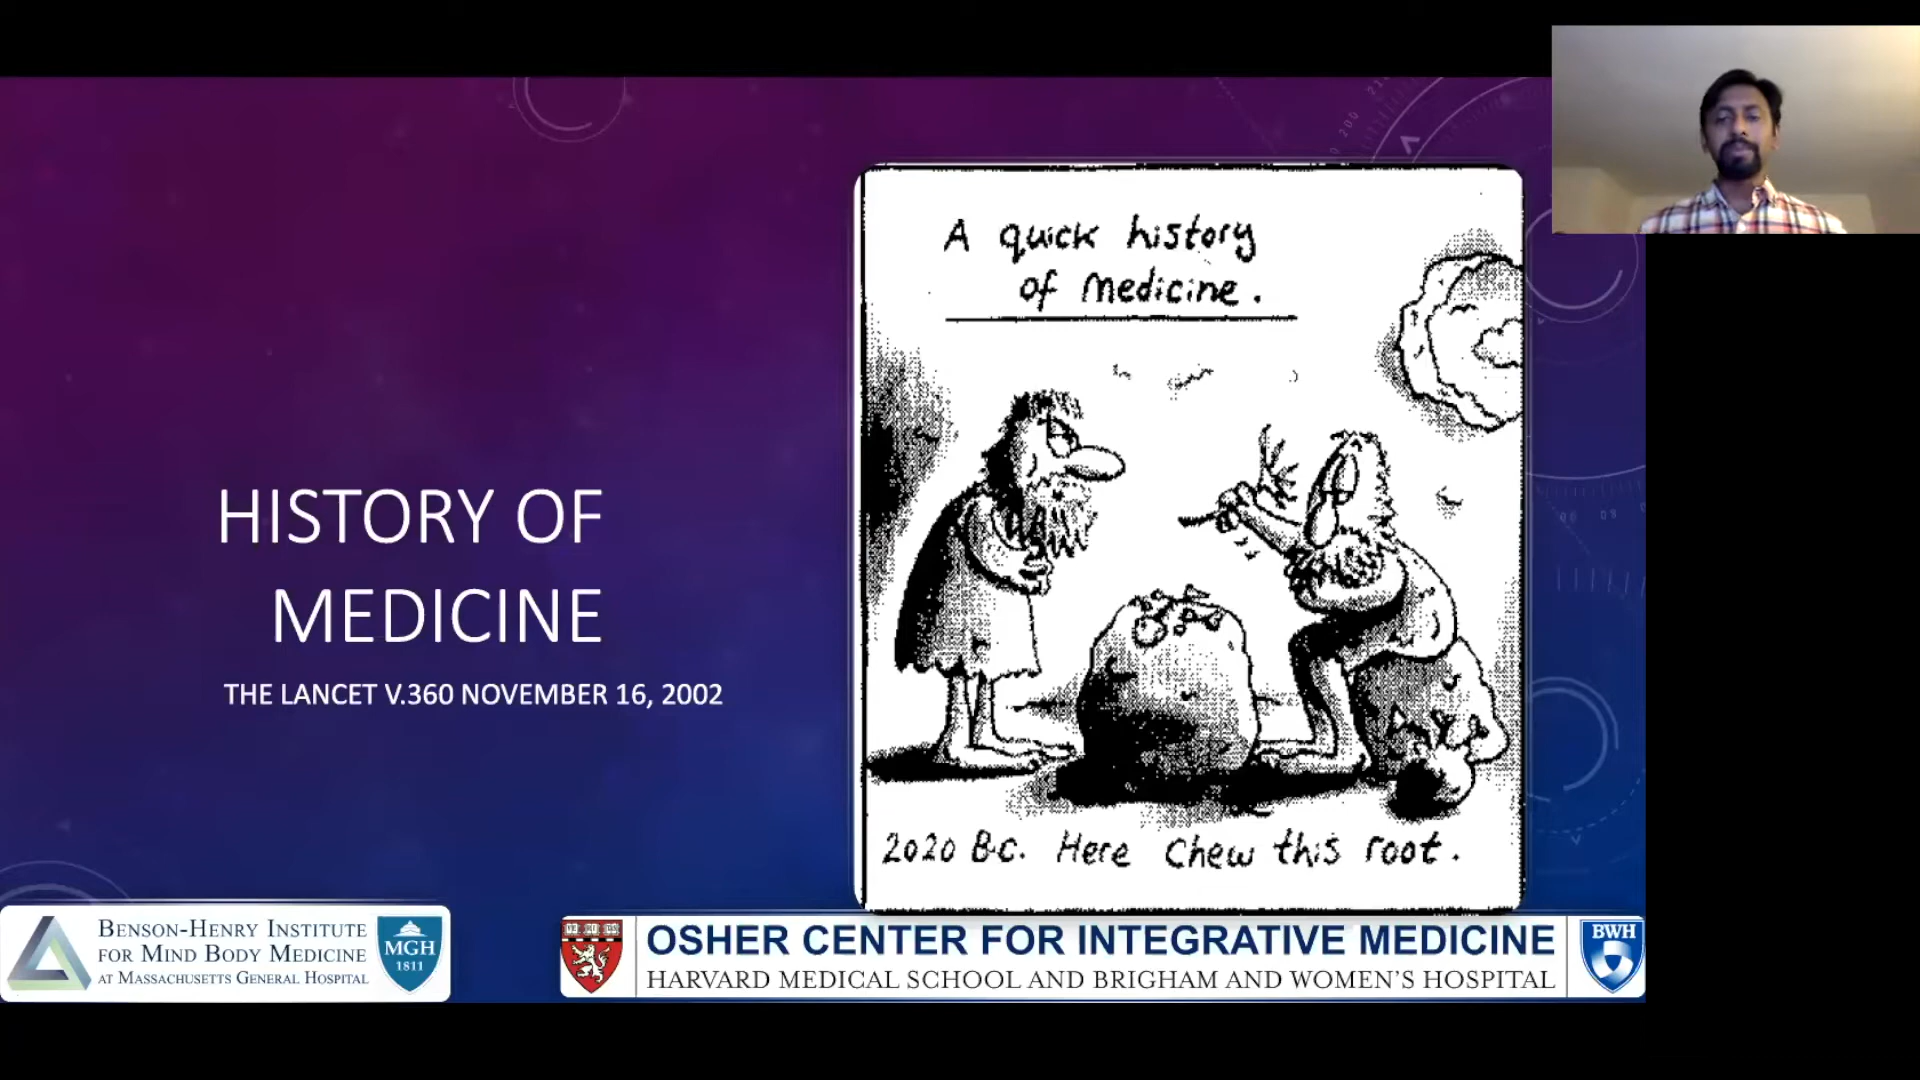 HISTORY OF
MEDICINE
THE LANCET V.360 NOVEMBER 16, 2002
A quick history
of medicine.
2020 B.C. Here Chew this root.
BENSON-HENRY INSTITUTE
FOR MIND BODY MEDICINE
AT MASSACHUSETTS GENERAL HOSPITAL
MGH
1811
OSHER CENTER FOR INTEGRATIVE MEDICINE
HARVARD MEDICAL SCHOOL AND BRIGHAM AND WOMEN'S HOSPITAL
BWH